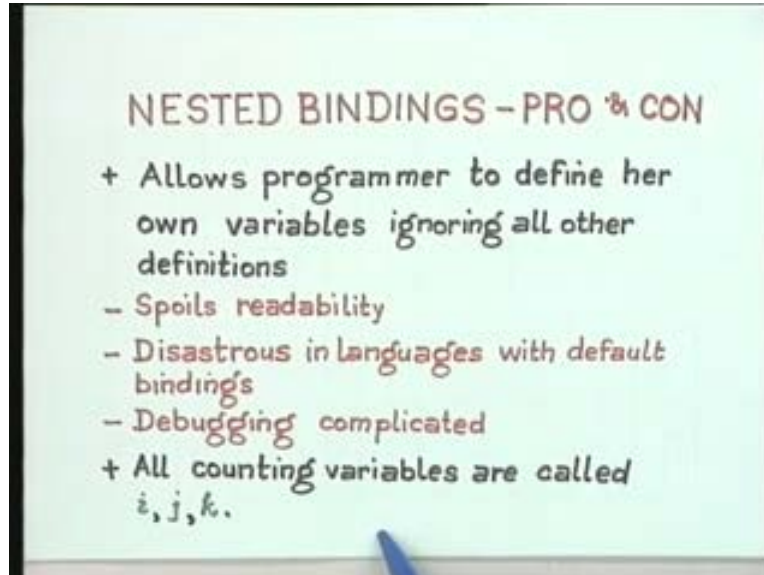 NESTED BINDINGS - PRO & CON
+ Allows programmer to define her
own variables ignoring all other
definitions
- Spoils readability
- Disastrous in languages with default
bindings
- Debugging complicated
+ All counting variables are called
i, j, k.